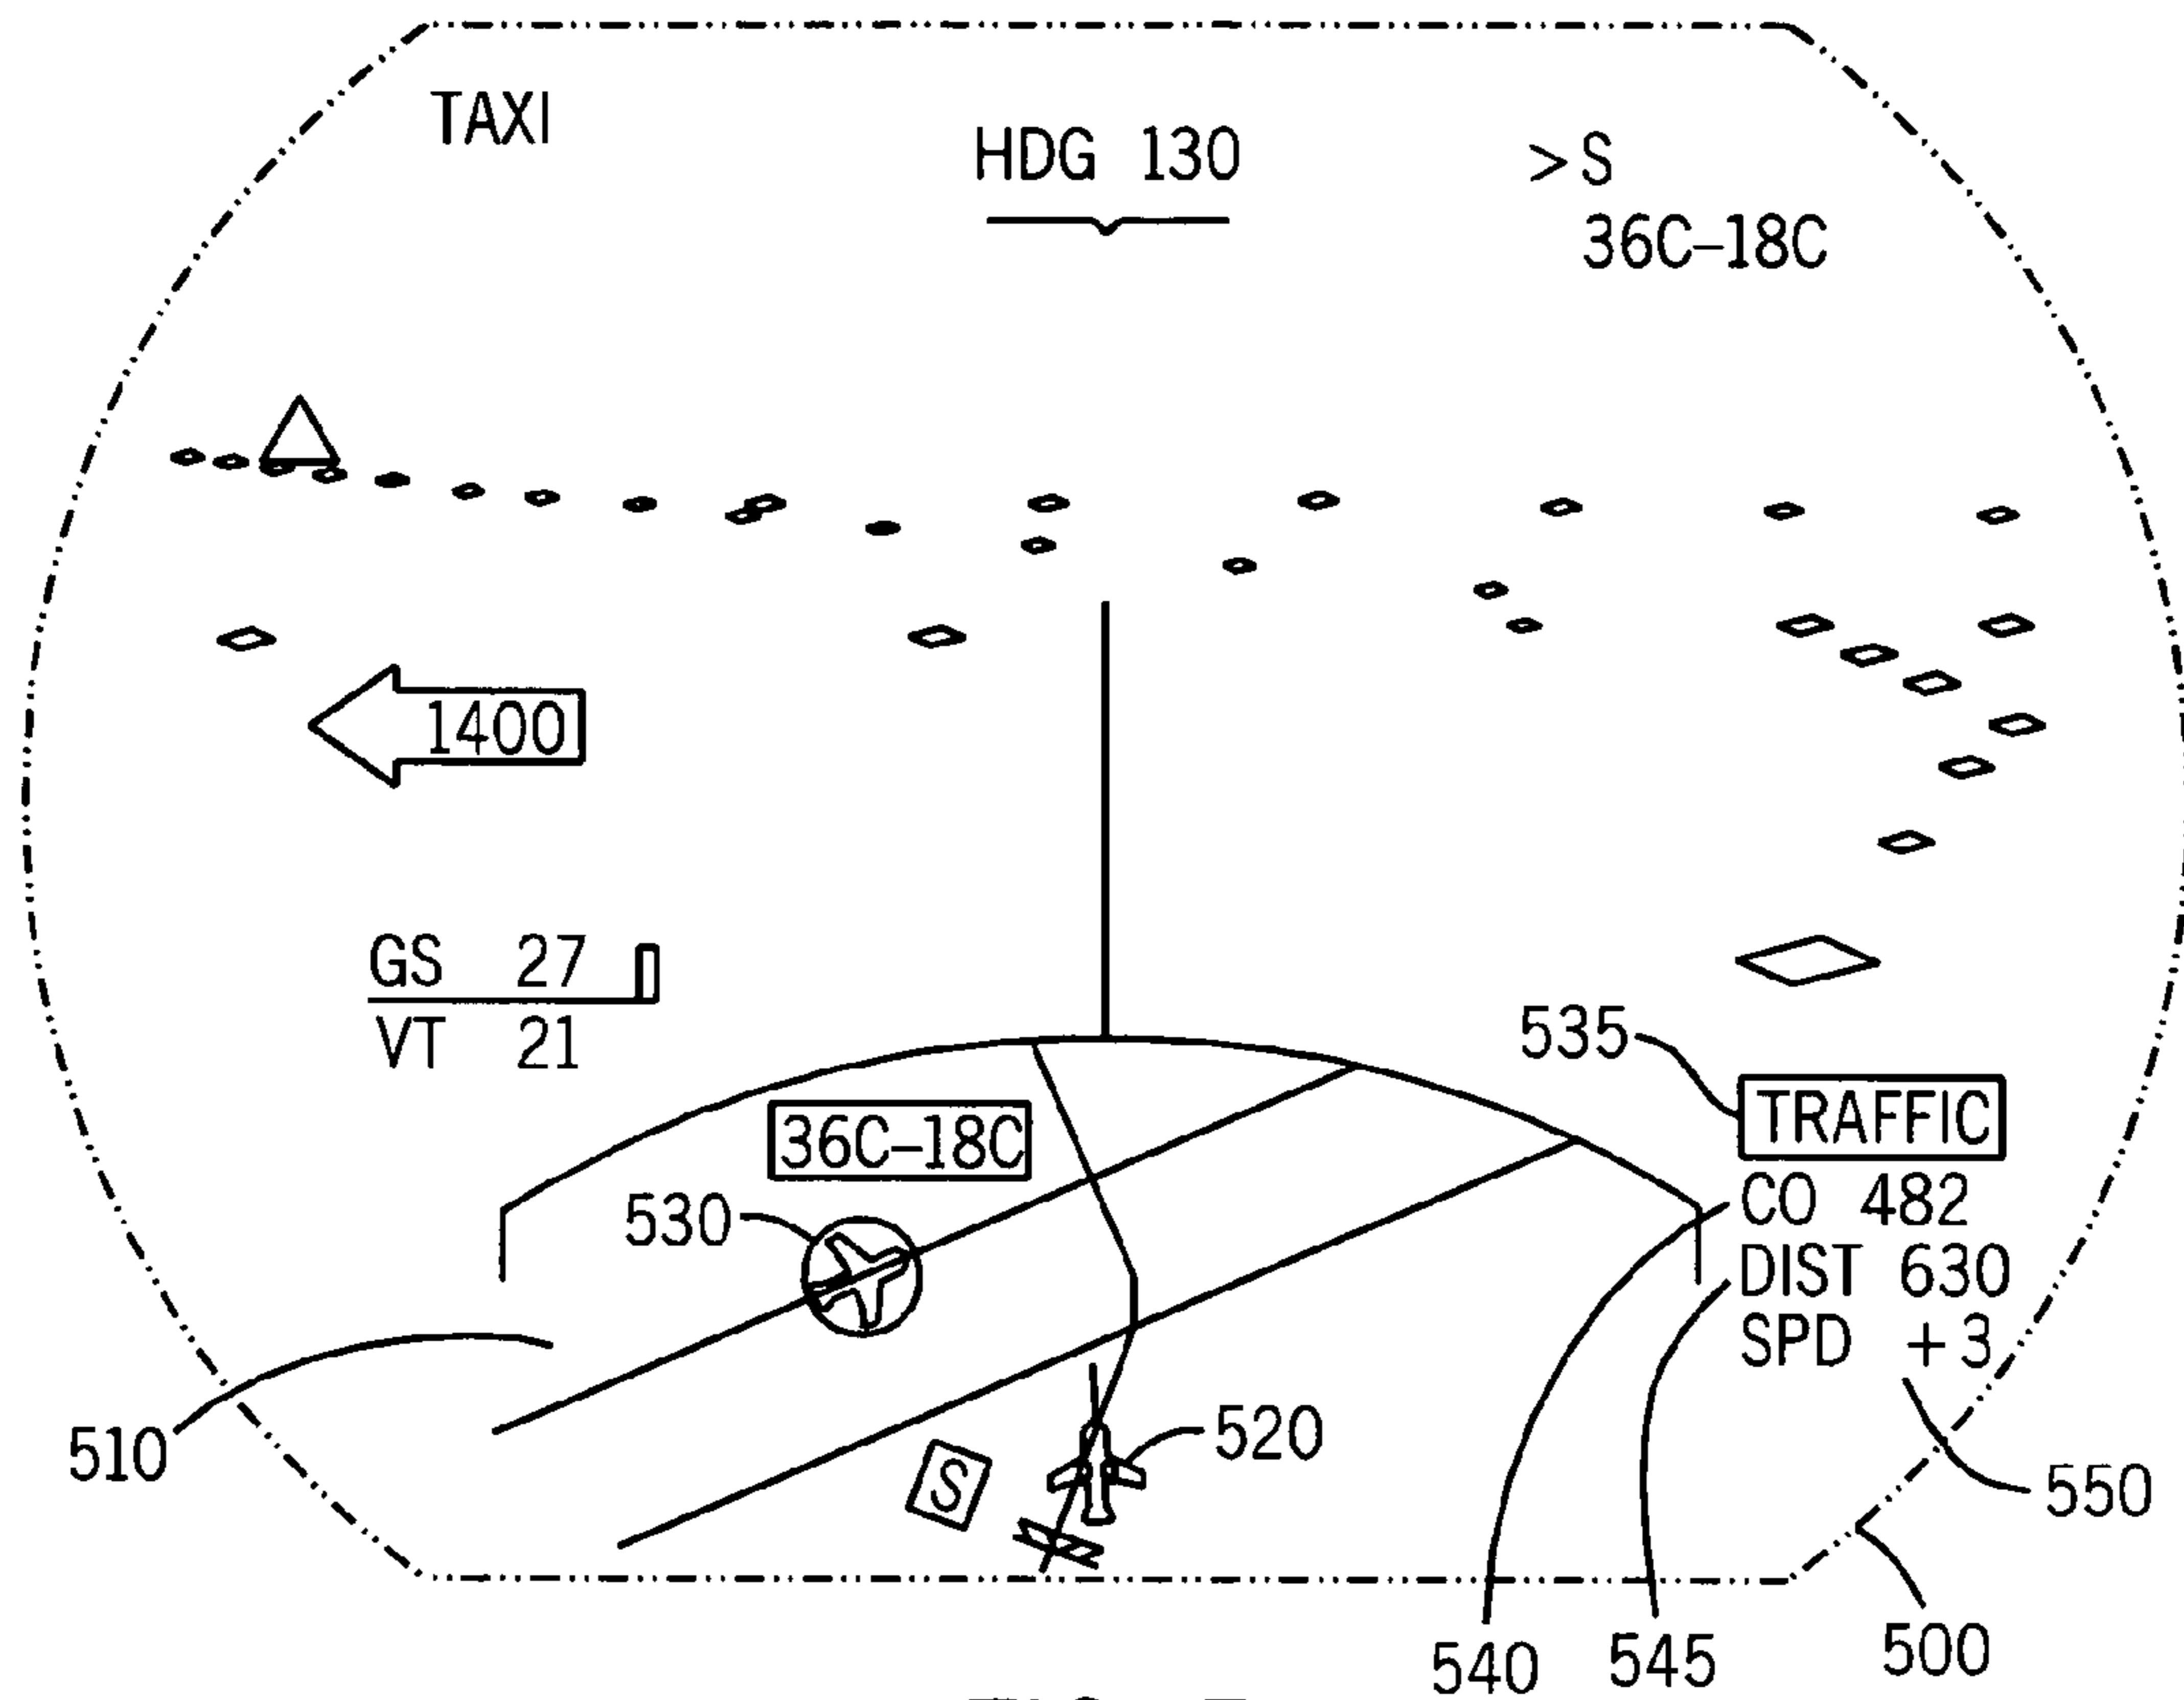 TAXI
HDG 130
>S
36C-18C
1400
GS 27
VT 21
535
TRAFFIC
36C-18C
530
CO 482
DIST 630
SPD +3
510
520
S
550
540
545
500